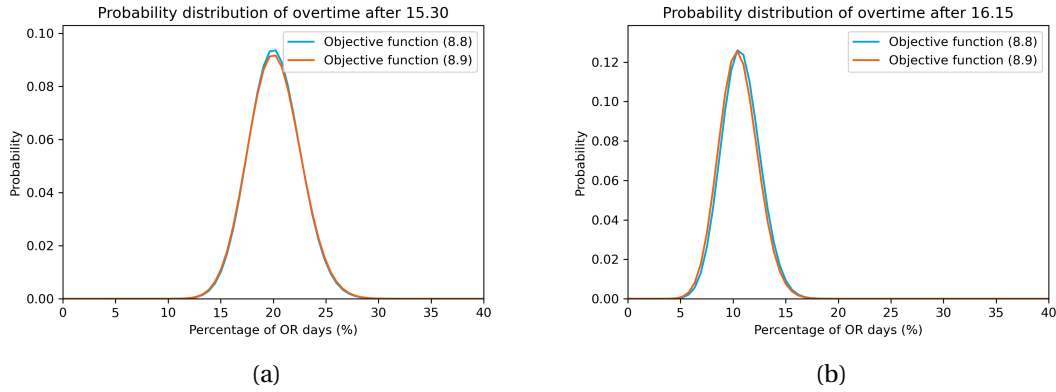 Probability distribution of overtime after 15.30
0.10
0.08
0.06
0.04
0.02
0.00
Probability
Objective function (8.8)
Objective function (8.9)
0 5 10 15 20 25 30 35 40
Percentage of OR days (%)
(a)
Probability distribution of overtime after 16.15
0.12
0.10
0.08
0.06
0.04
0.02
0.00
Probability
Objective function (8.8)
Objective function (8.9)
0 5 10 15 20 25 30 35 40
Percentage of OR days (%)
(b)